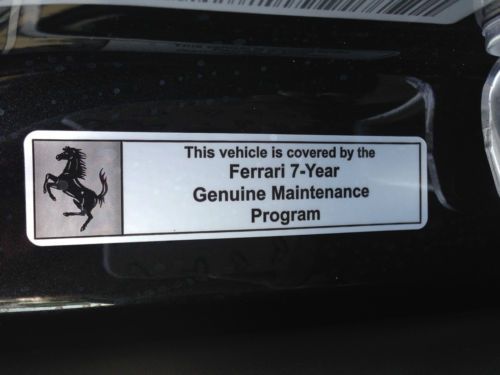 This vehicle is covered by the
Ferrari 7-Year
Genuine Maintenance
Program